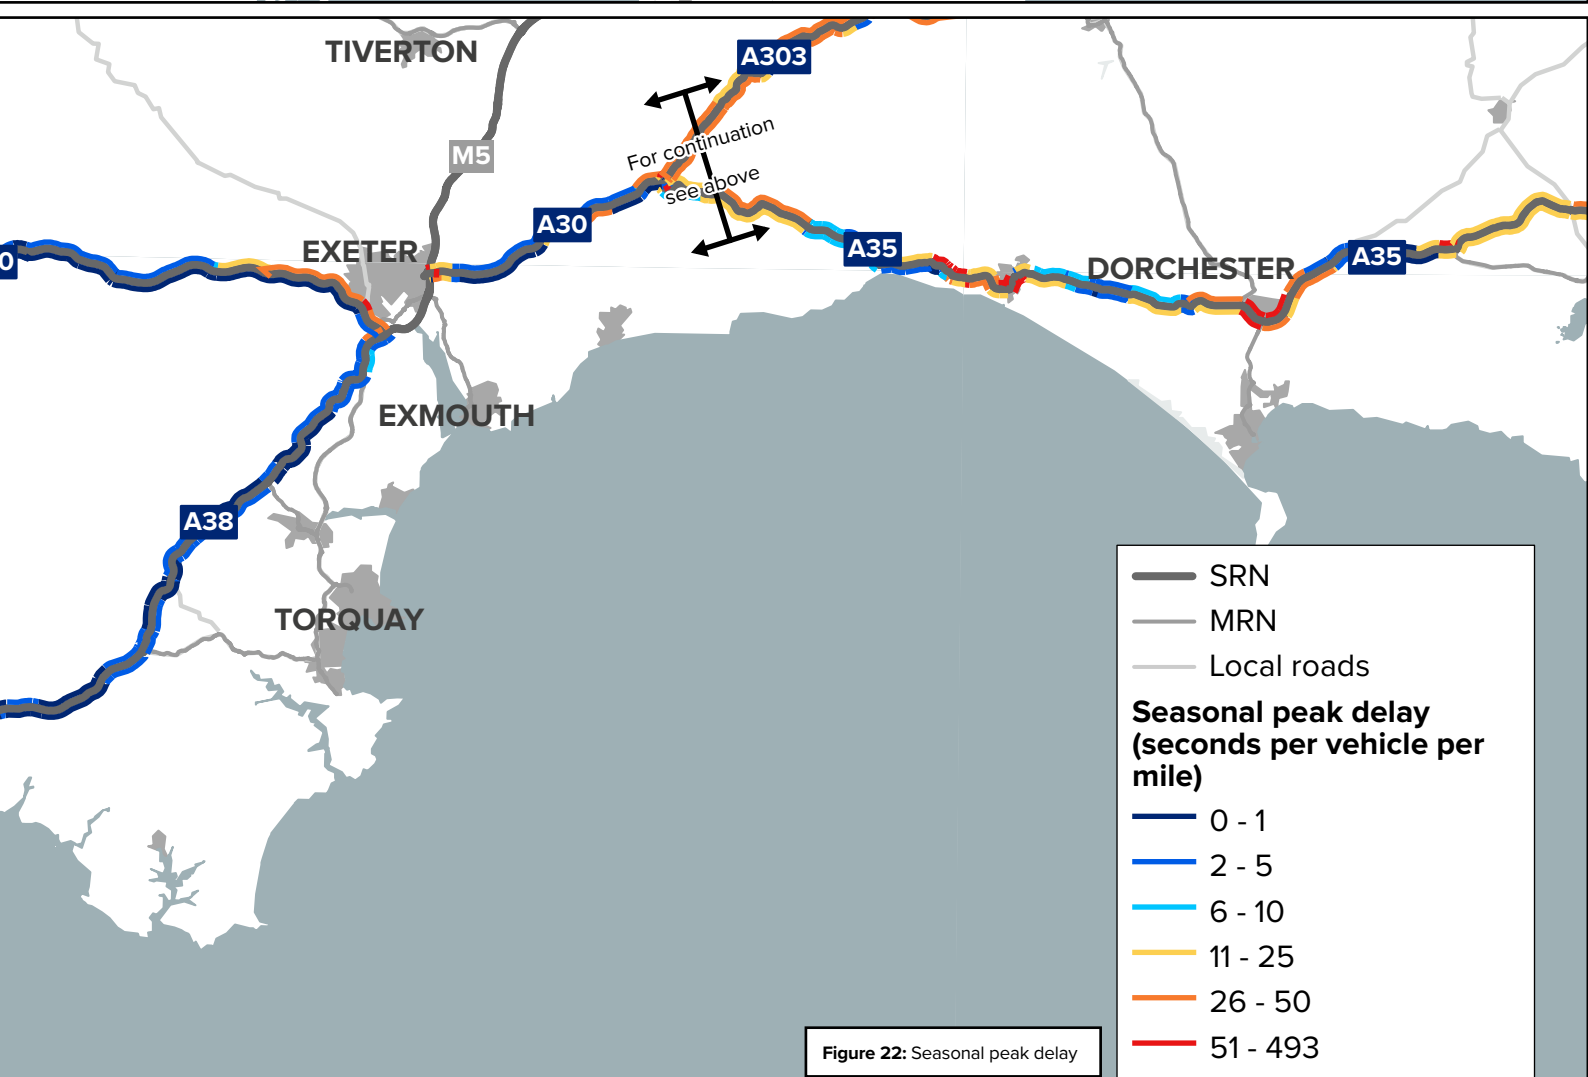 TIVERTON
A303
M5
For continuation
see above
A30
EXETER
A35
0
DORCHESTER
A35
EXMOUTH
A38
TORQUAY
SRN
MRN
Local roads
Seasonal peak delay
(seconds per vehicle per
mile)
0 - 1
2 - 5
6 - 10
11 - 25
26 - 50
51 - 493
Figure 22: Seasonal peak delay